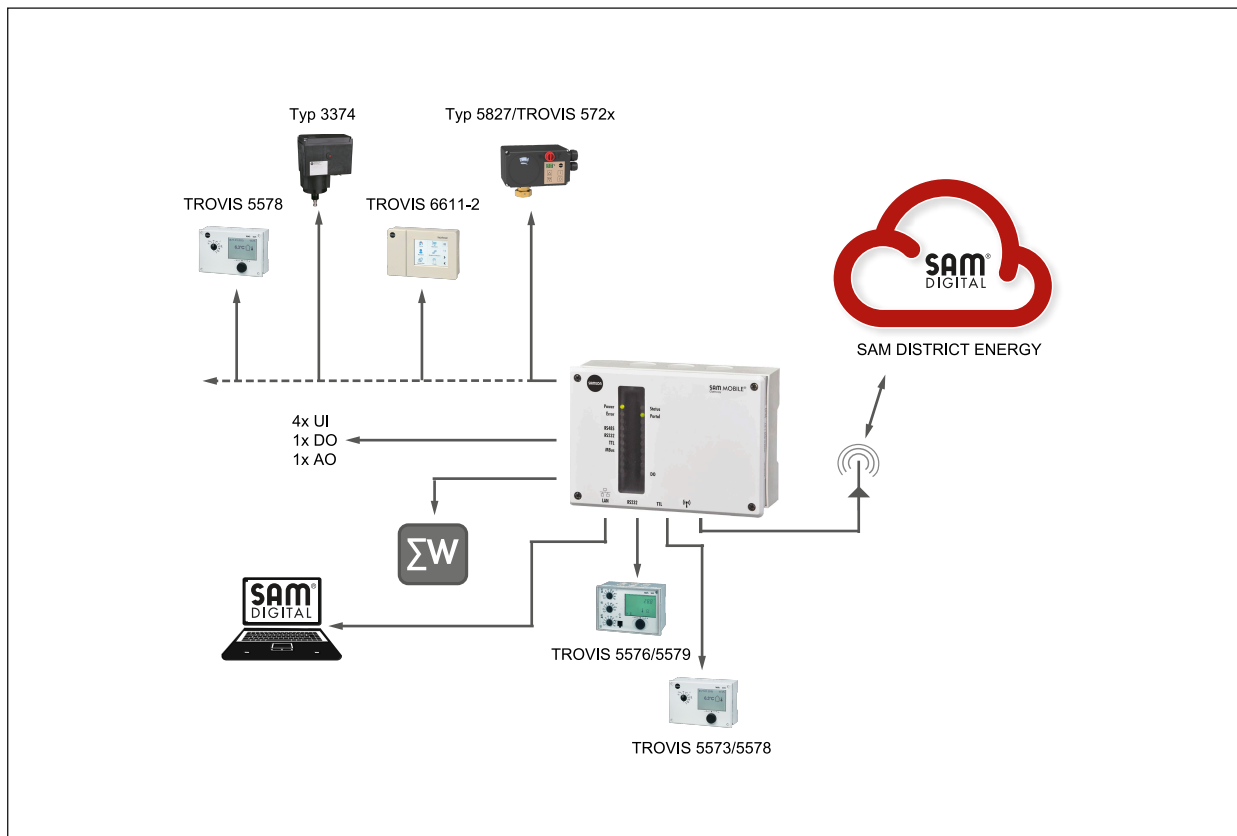 Typ 3374
Typ 5827/TROVIS 572x
TROVIS 5578
TROVIS 6611-2
SAM®
DIGITAL
SAM DISTRICT ENERGY
samson
SAM MOBILE®
Power
Error
RS485
RS232
TTL
MBus
Status
Portal
DO
LAN
RS232
TTL
4x UI
1x DO
1x AO
ΣW
SAM®
DIGITAL
TROVIS 5576/5579
TROVIS 5573/5578